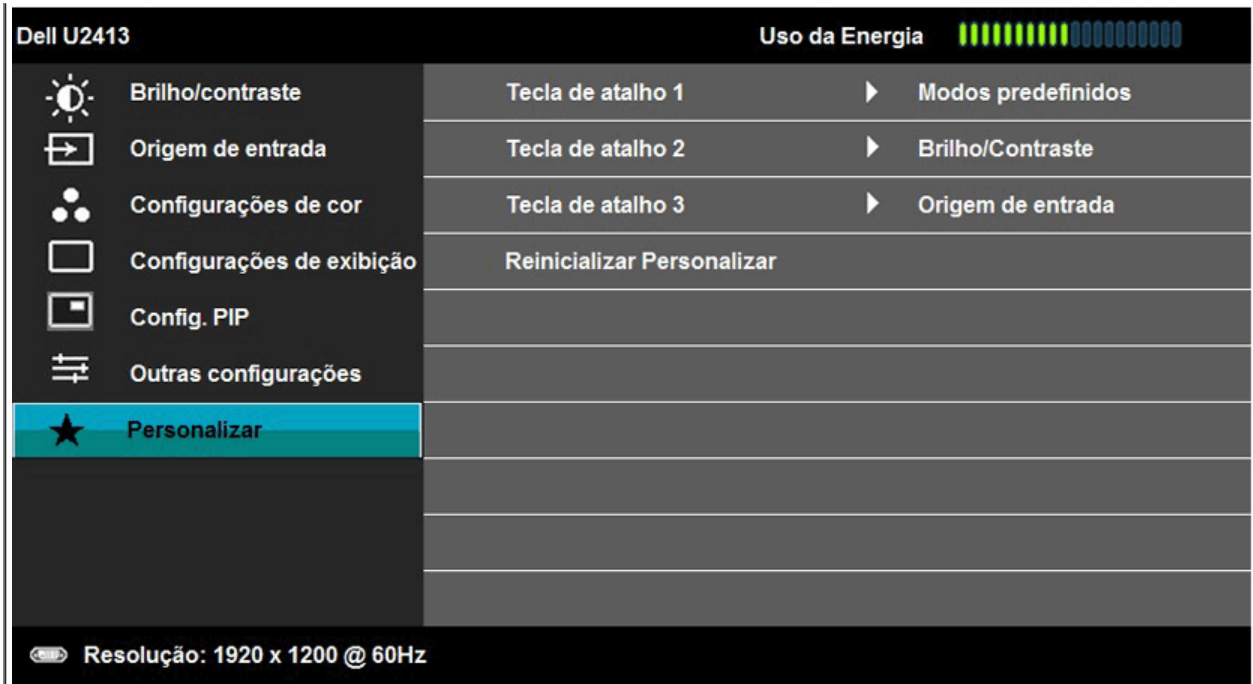 Dell U2413 Uso da Energia
Brilho/contraste Tecla de atalho 1 Modos predefinidos
Origem de entrada Tecla de atalho 2 Brilho/Contraste
Configurações de cor Tecla de atalho 3 Origem de entrada
Configurações de exibição Reinicializar Personalizar
Config. PIP
Outras configurações
Personalizar
Resolução: 1920 x 1200 @ 60Hz